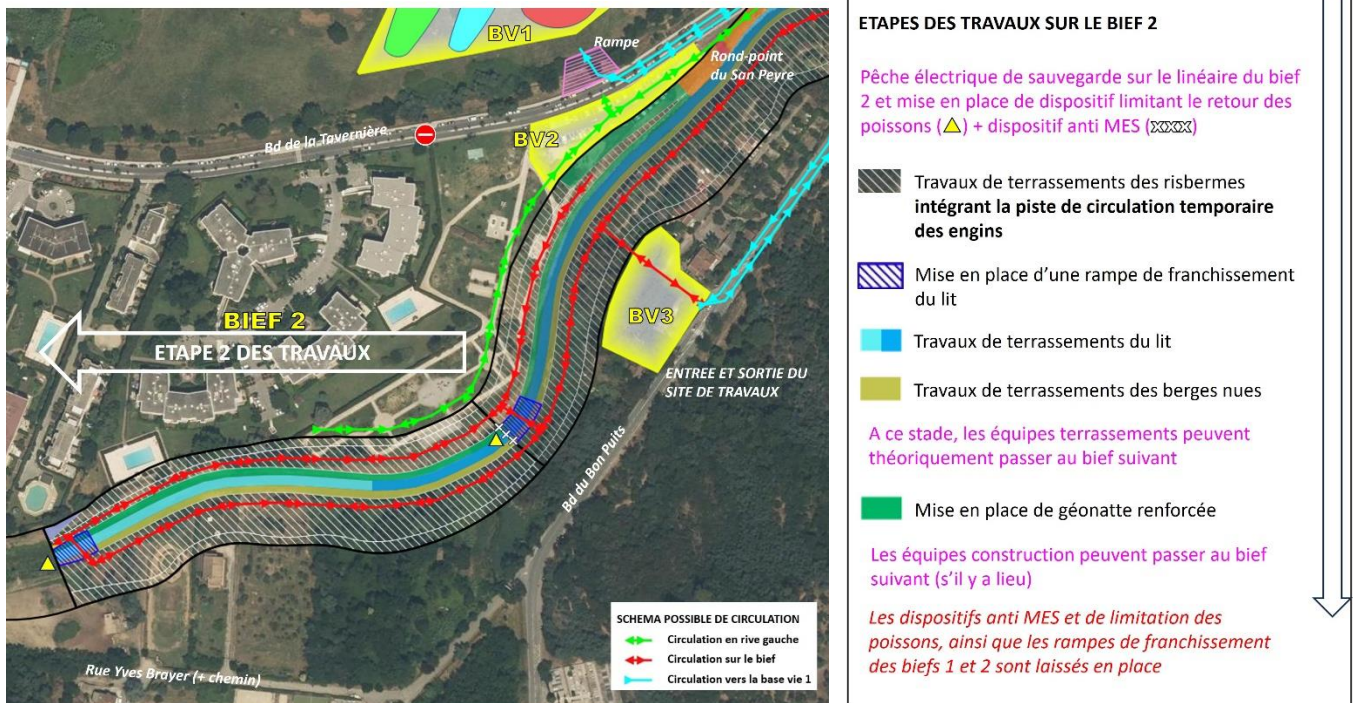 BV1
Rampe
Rond-point
du San Peyre
Bd de la Tavernière
BV2
BIEF 2
ETAPE 2 DES TRAVAUX
BV3
ENTREE ET SORTIE DU
SITE DE TRAVAUX
Bd du Bon Puits
Rue Yves Brayer (+ chemin)
SCHEMA POSSIBLE DE CIRCULATION
Circulation en rive gauche
Circulation sur le bief
Circulation vers la base vie 1
ETAPES DES TRAVAUX SUR LE BIEF 2
Pêche électrique de sauvegarde sur le linéaire du bief
2 et mise en place de dispositif limitant le retour des
poissons ( ) + dispositif anti MES (XXX)
Travaux de terrassements des risbermes
intégrant la piste de circulation temporaire
des engins
Mise en place d’une rampe de franchissement
du lit
Travaux de terrassements du lit
Travaux de terrassements des berges nues
A ce stade, les équipes terrassements peuvent
théoriquement passer au bief suivant
Mise en place de géonatte renforcée
Les équipes construction peuvent passer au bief
suivant (s’il y a lieu)
Les dispositifs anti MES et de limitation des
poissons, ainsi que les rampes de franchissement
des biefs 1 et 2 sont laissés en place